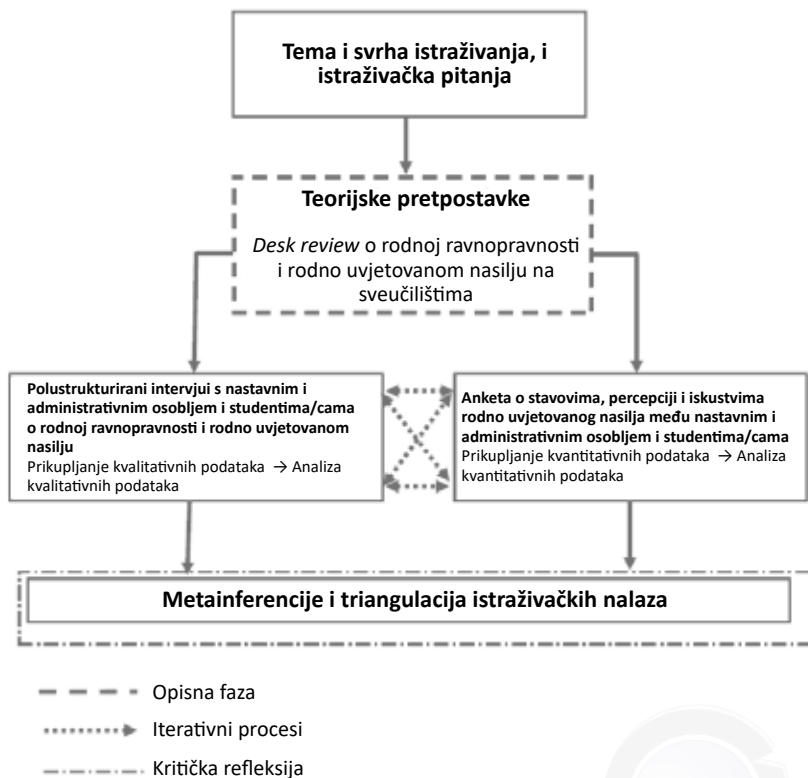 Tema i svrha istraživanja, i
istraživačka pitanja
Teorijske pretpostavke
Desk review o rodnoj ravnopravnosti
i rodno uvjetovanom nasilju na
sveučilištima
Polustrukturirani intervjui s nastavnim i
administrativnim osobljem i studentima/cama
o rodnoj ravnopravnosti i rodno uvjetovanom
nasilju
Prikupljanje kvalitativnih podataka → Analiza
kvalitativnih podataka
Anketa o stavovima, percepciji i iskustvima
rodno uvjetovanog nasilja među nastavnim i
administrativnim osobljem i studentima/cama
Prikupljanje kvantitativnih podataka → Analiza
kvantitativnih podataka
Metainferencije i triangulacija istraživačkih nalaza
Opisna faza
Iterativni procesi
Kritička refleksija